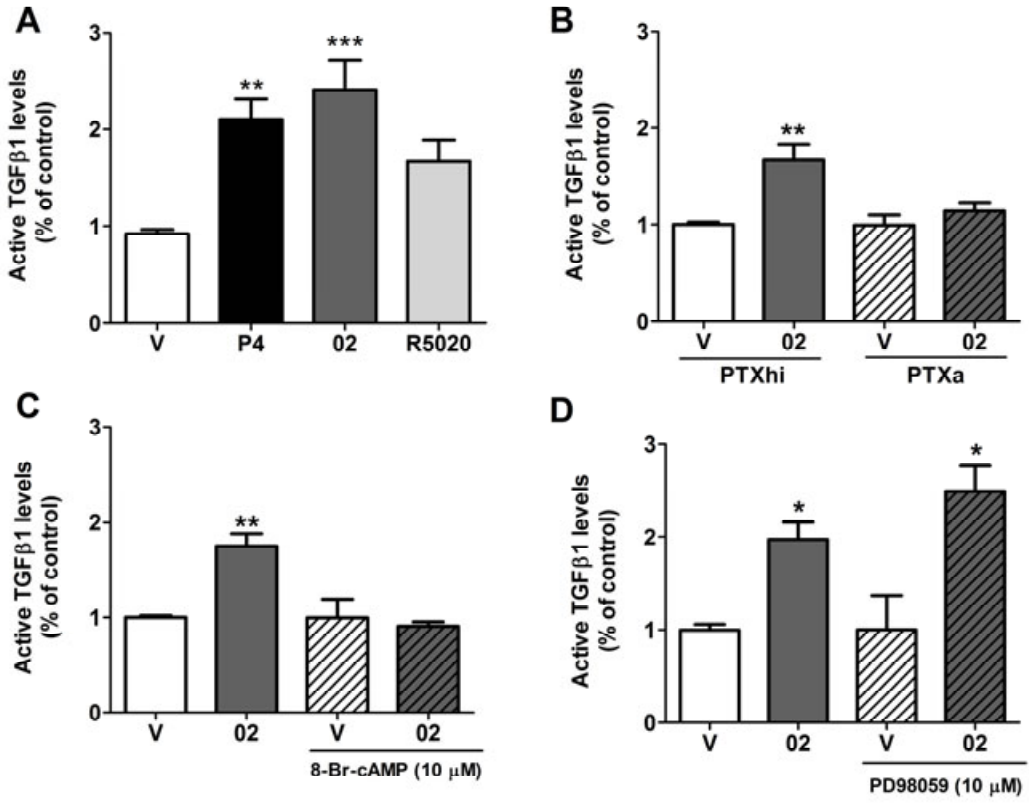 A
Active TGFβ1 levels
(% of control)
3
2
1
0
**
***
V P4 02 R5020
B
Active TGFβ1 levels
(% of control)
3
2
1
0
**
V 02 V 02
PTXhi PTXa
C
Active TGFβ1 levels
(% of control)
3
2
1
0
**
V 02 V 02
8-Br-cAMP (10 μM)
D
Active TGFβ1 levels
(% of control)
3
2
1
0
*
*
V 02 V 02
PD98059 (10 μM)